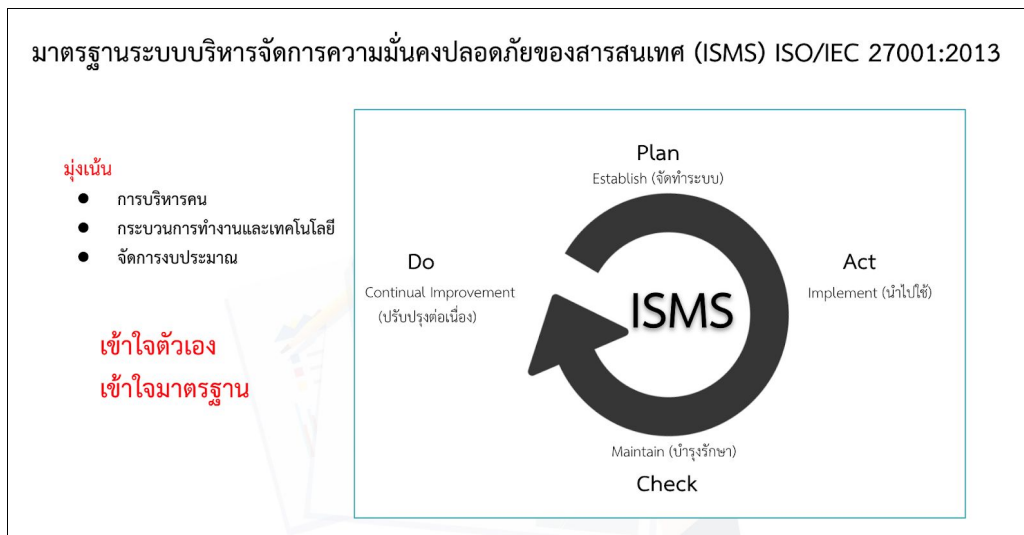 มาตรฐานระบบบริหารจัดการความมั่นคงปลอดภัยของสารสนเทศ (ISMS) ISO/IEC 27001:2013
มุ่งเน้น
● การบริหารคน
● กระบวนการทำงานและเทคโนโลยี
● จัดการงบประมาณ
เข้าใจตัวเอง
เข้าใจมาตรฐาน
Plan
Establish (จัดทำระบบ)
Do
Continual Improvement
(ปรับปรุงต่อเนื่อง)
ISMS
Act
Implement (นำไปใช้)
Maintain (บำรุงรักษา)
Check